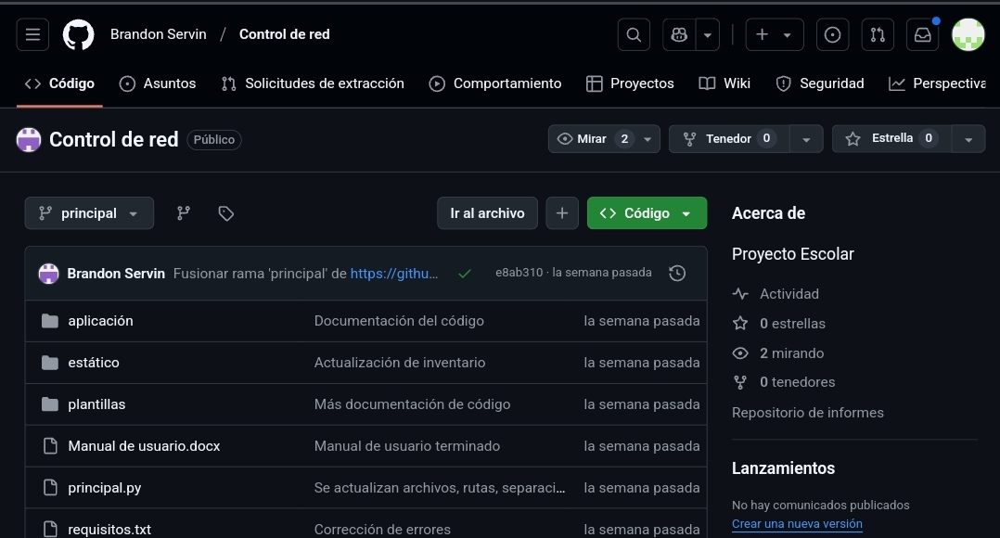 Brandon Servin / Control de red
Código Asuntos Solicitudes de extracción Comportamiento Proyectos Wiki Seguridad Perspectiva
Control de red Público Mirar 2 Tenedor 0 Estrella 0
principal Ir al archivo Código
Brandon Servin Fusionar rama 'principal' de https://githu... e8ab310 · la semana pasada
aplicación Documentación del código la semana pasada
estático Actualización de inventario la semana pasada
plantillas Más documentación de código la semana pasada
Manual de usuario.docx Manual de usuario terminado la semana pasada
principal.py Se actualizan archivos, rutas, separaci... la semana pasada
requisitos.txt Corrección de errores la semana pasada
Acerca de
Proyecto Escolar
Actividad
0 estrellas
2 mirando
0 tenedores
Repositorio de informes
Lanzamientos
No hay comunicados publicados
Crear una nueva versión